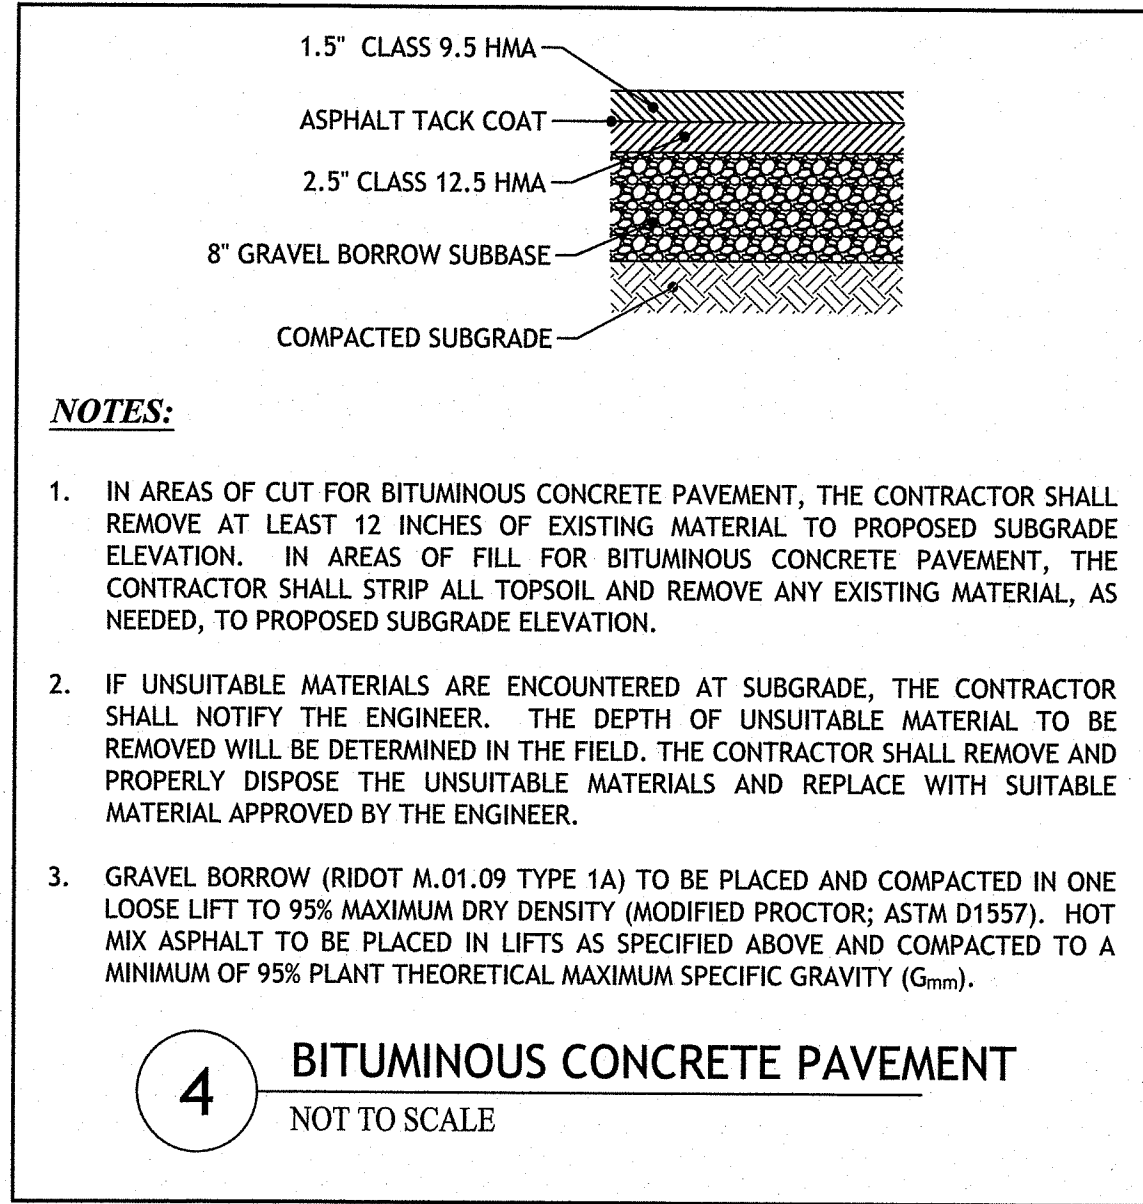 1.5" CLASS 9.5 HMA
ASPHALT TACK COAT
2.5" CLASS 12.5 HMA
8" GRAVEL BORROW SUBBASE
COMPACTED SUBGRADE
NOTES:
1. IN AREAS OF CUT FOR BITUMINOUS CONCRETE PAVEMENT, THE CONTRACTOR SHALL
REMOVE AT LEAST 12 INCHES OF EXISTING MATERIAL TO PROPOSED SUBGRADE
ELEVATION. IN AREAS OF FILL FOR BITUMINOUS CONCRETE PAVEMENT, THE
CONTRACTOR SHALL STRIP ALL TOPSOIL AND REMOVE ANY EXISTING MATERIAL, AS
NEEDED, TO PROPOSED SUBGRADE ELEVATION.
2. IF UNSUITABLE MATERIALS ARE ENCOUNTERED AT SUBGRADE, THE CONTRACTOR
SHALL NOTIFY THE ENGINEER. THE DEPTH OF UNSUITABLE MATERIAL TO BE
REMOVED WILL BE DETERMINED IN THE FIELD. THE CONTRACTOR SHALL REMOVE AND
PROPERLY DISPOSE THE UNSUITABLE MATERIALS AND REPLACE WITH SUITABLE
MATERIAL APPROVED BY THE ENGINEER.
3. GRAVEL BORROW (RIDOT M.01.09 TYPE 1A) TO BE PLACED AND COMPACTED IN ONE
LOOSE LIFT TO 95% MAXIMUM DRY DENSITY (MODIFIED PROCTOR; ASTM D1557). HOT
MIX ASPHALT TO BE PLACED IN LIFTS AS SPECIFIED ABOVE AND COMPACTED TO A
MINIMUM OF 95% PLANT THEORETICAL MAXIMUM SPECIFIC GRAVITY (Gmm).
4 BITUMINOUS CONCRETE PAVEMENT
NOT TO SCALE